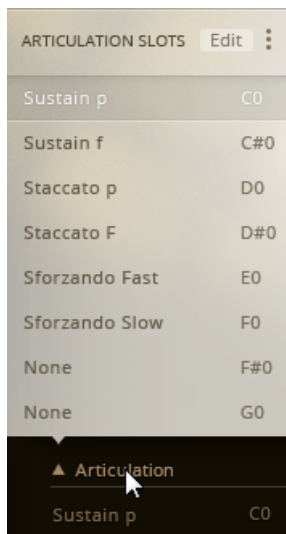 ARTICULATION SLOTS Edit
Sustain p C0
Sustain f C#0
Staccato p D0
Staccato F D#0
Sforzando Fast E0
Sforzando Slow F0
None F#0
None G0
Articulation
Sustain p C0